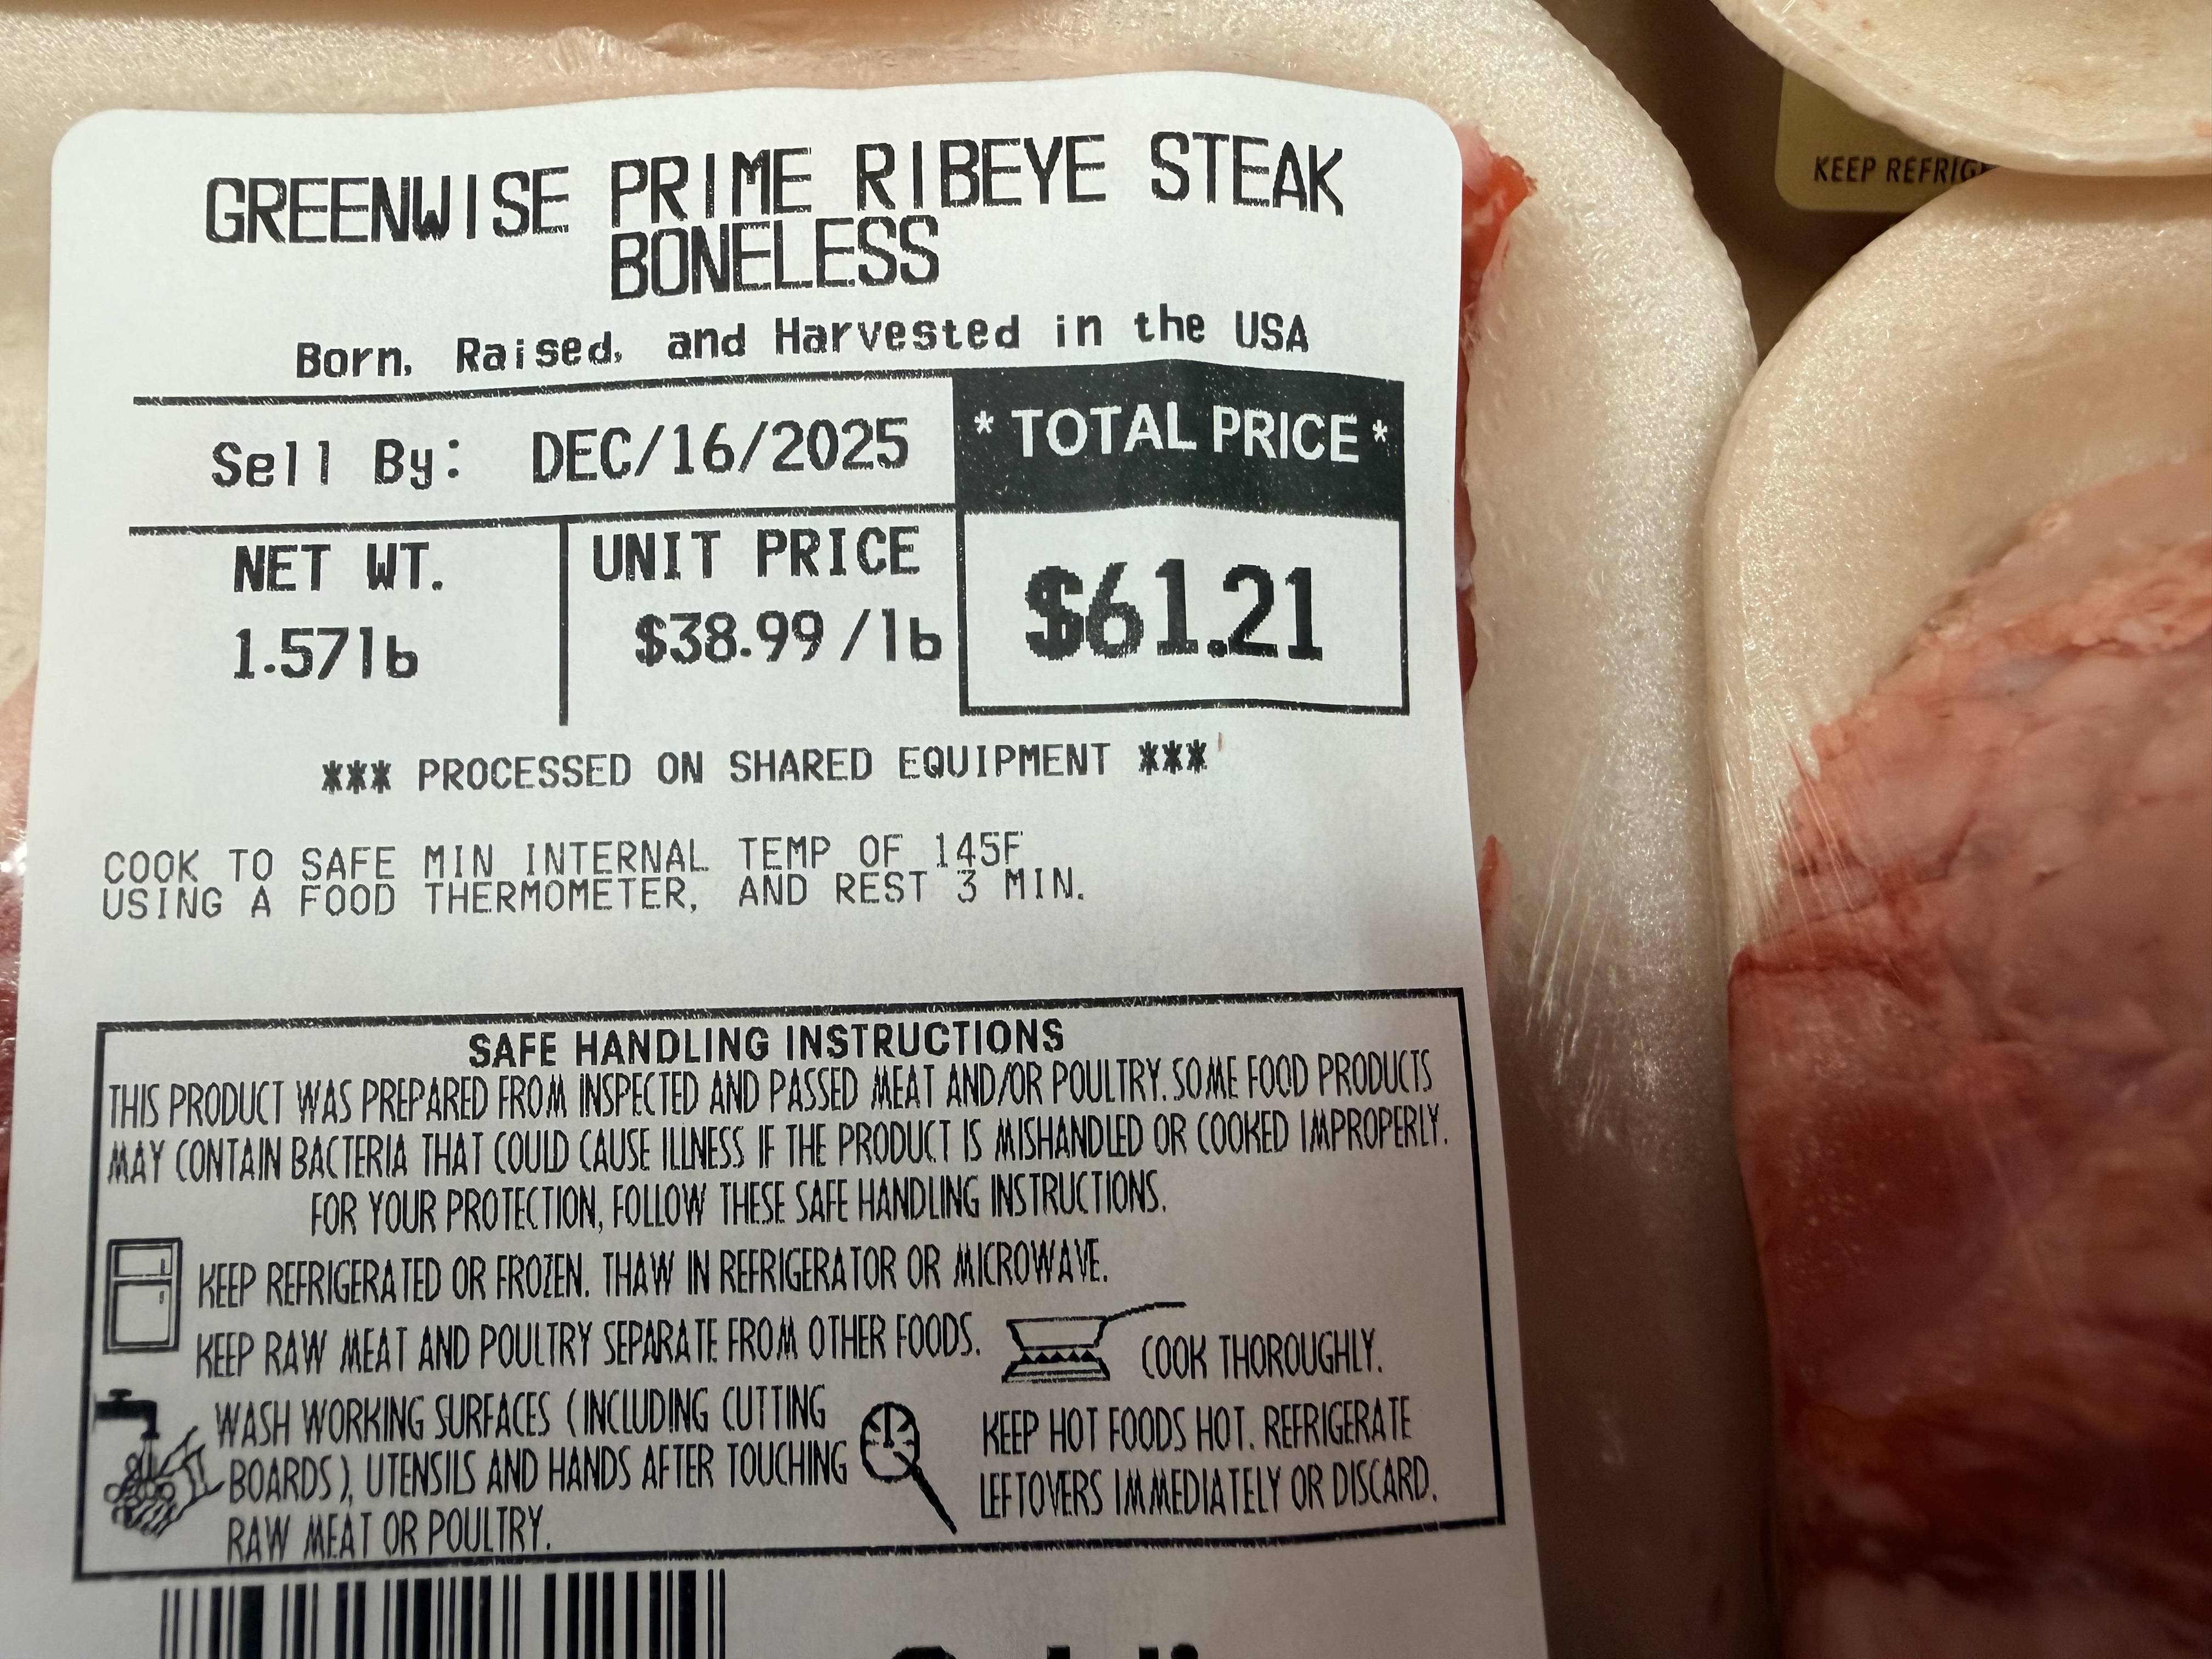 GREENWISE PRIME RIBEYE STEAK
BONELESS
Born, Raised, and Harvested in the USA
Sell By: DEC/16/2025
* TOTAL PRICE *
NET WT.
1.57lb
UNIT PRICE
$38.99/lb
$61.21
*** PROCESSED ON SHARED EQUIPMENT ***
COOK TO SAFE MIN INTERNAL TEMP OF 145F
USING A FOOD THERMOMETER, AND REST 3 MIN.
SAFE HANDLING INSTRUCTIONS
THIS PRODUCT WAS PREPARED FROM INSPECTED AND PASSED MEAT AND/OR POULTRY. SOME FOOD PRODUCTS
MAY CONTAIN BACTERIA THAT COULD CAUSE ILLNESS IF THE PRODUCT IS MISHANDLED OR COOKED IMPROPERLY.
FOR YOUR PROTECTION, FOLLOW THESE SAFE HANDLING INSTRUCTIONS.
KEEP REFRIGERATED OR FROZEN. THAW IN REFRIGERATOR OR MICROWAVE.
KEEP RAW MEAT AND POULTRY SEPARATE FROM OTHER FOODS.
COOK THOROUGHLY.
WASH WORKING SURFACES (INCLUDING CUTTING
BOARDS), UTENSILS AND HANDS AFTER TOUCHING
RAW MEAT OR POULTRY.
KEEP HOT FOODS HOT. REFRIGERATE
LEFTOVERS IMMEDIATELY OR DISCARD.
KEEP